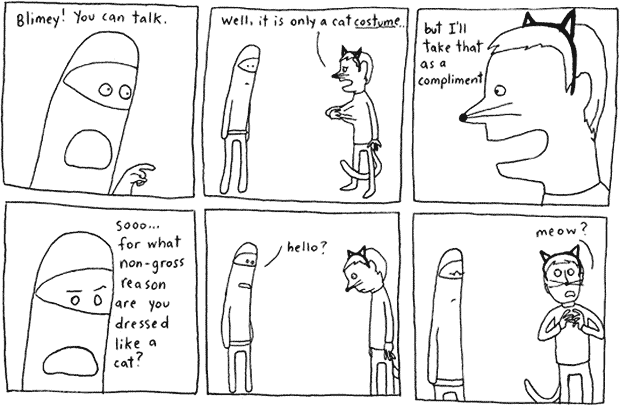 Blimey! You can talk.
Well, it is only a cat costume..
but I'll
take that
as a
compliment
Sooo...
for what
non-gross
reason
are you
dressed
like a
cat?
hello?
meow?